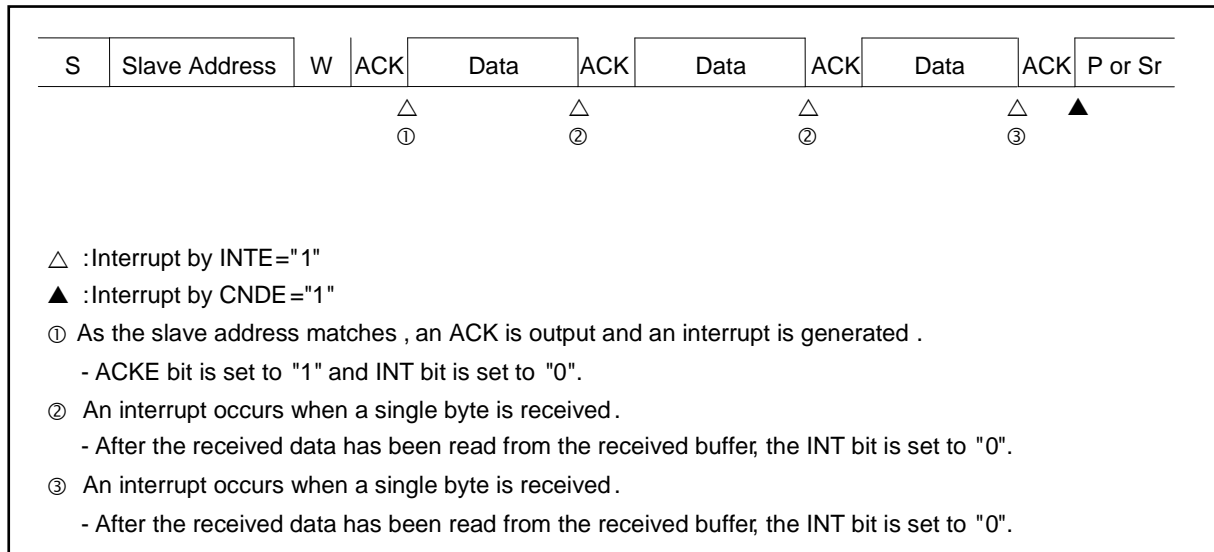 S Slave Address W ACK Data ACK Data ACK Data ACK P or Sr
△ △ △ △ ▲
① ② ② ③
△ :Interrupt by INTE="1"
▲ :Interrupt by CNDE="1"
① As the slave address matches , an ACK is output and an interrupt is generated .
- ACKE bit is set to "1" and INT bit is set to "0".
② An interrupt occurs when a single byte is received.
- After the received data has been read from the received buffer, the INT bit is set to "0".
③ An interrupt occurs when a single byte is received.
- After the received data has been read from the received buffer, the INT bit is set to "0".